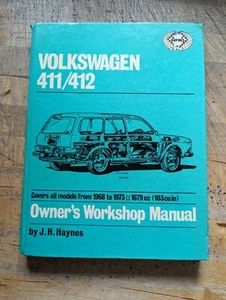 VOLKSWAGEN
411/412
Covers all models from 1968 to 1973 □ 1679 cc (103 cu in)
Owner's Workshop Manual
by J. H. Haynes